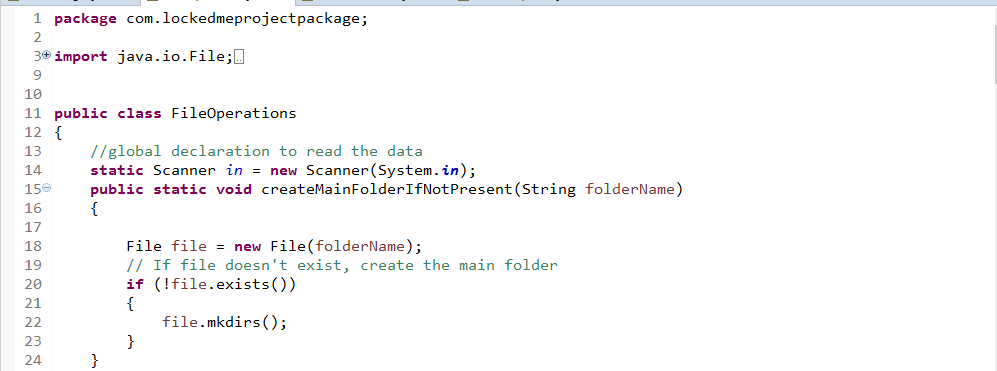 1 package com.lockedmeprojectpackage;
2
3 import java.io.File;
9
10
11 public class FileOperations
12 {
13 //global declaration to read the data
14 static Scanner in = new Scanner(System.in);
15 public static void createMainFolderIfNotPresent(String folderName)
16 {
17
18 File file = new File(folderName);
19 // If file doesn't exist, create the main folder
20 if (!file.exists())
21 {
22 file.mkdirs();
23 }
24 }